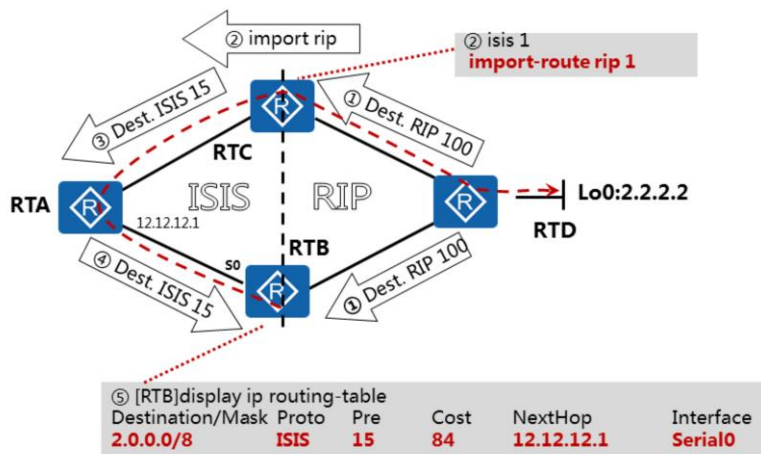 ② import rip
② isis 1
import-route rip 1
③ Dest. ISIS 15
① Dest. RIP 100
R
RTC
RTA
R
ISIS
RIP
R
Lo0:2.2.2.2
RTD
12.12.12.1
RTB
S0
R
④ Dest. ISIS 15
① Dest. RIP 100
⑤ [RTB]display ip routing-table
Destination/Mask Proto Pre Cost NextHop Interface
2.0.0.0/8 ISIS 15 84 12.12.12.1 Serial0